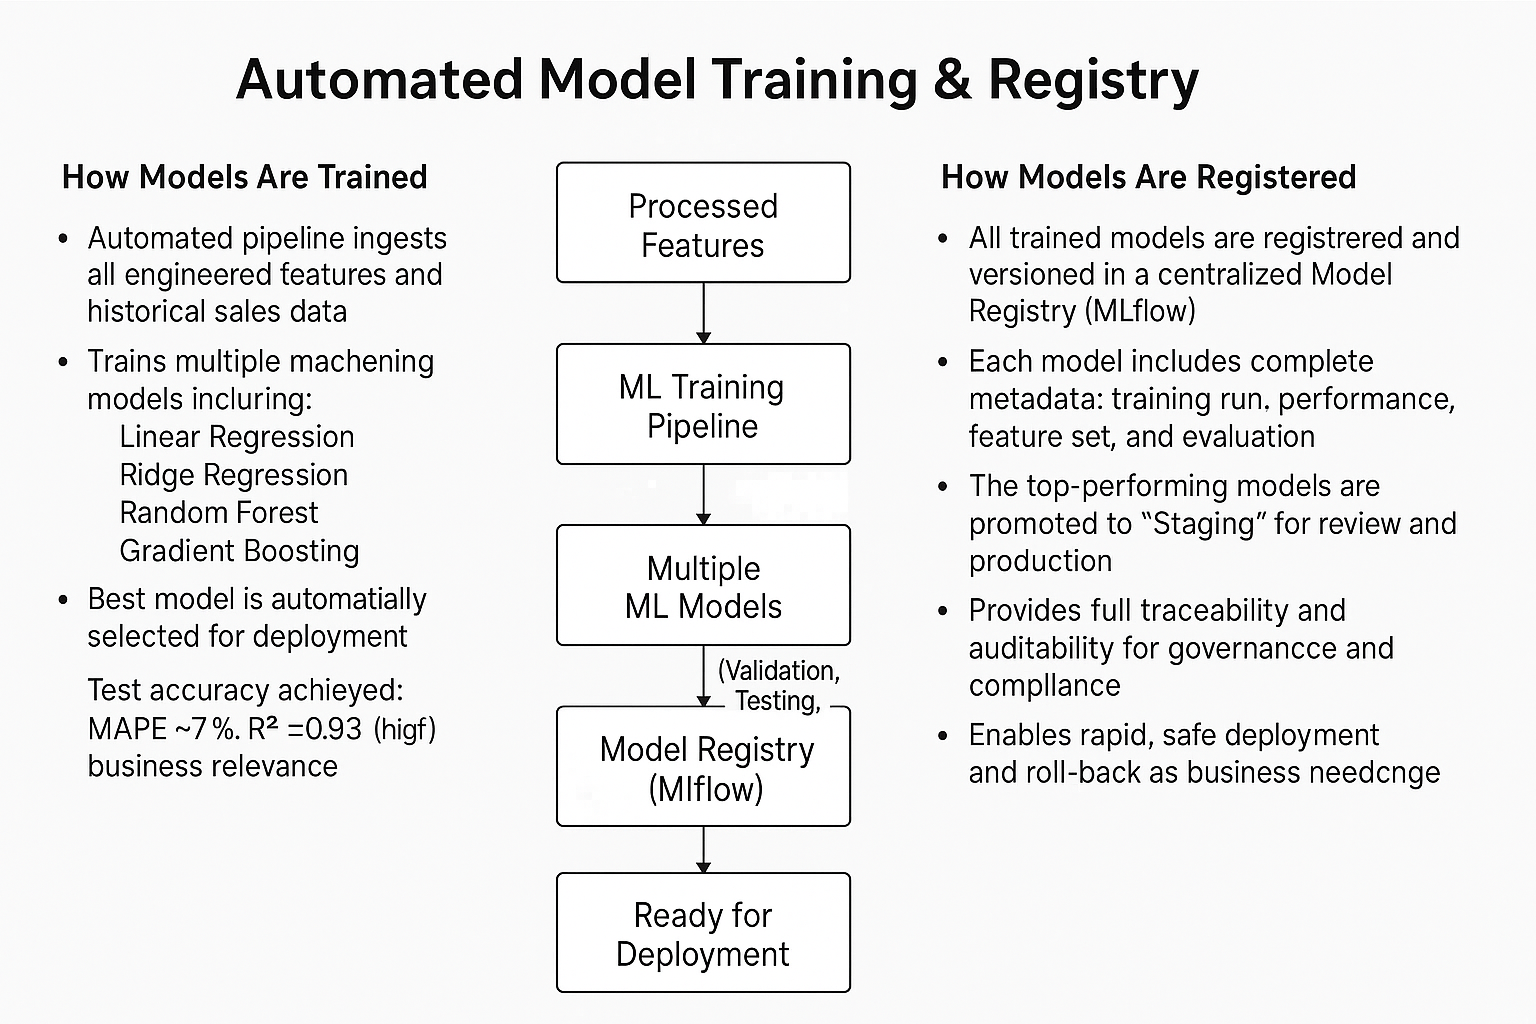 Automated Model Training & Registry
How Models Are Trained
• Automated pipeline ingests
all engineered features and
historical sales data
• Trains multiple machening
models incluring:
Linear Regression
Ridge Regression
Random Forest
Gradient Boosting
• Best model is automatially
selected for deployment
Test accuracy achieyed:
MAPE ~7%. R² =0.93 (higf)
business relevance
Processed
Features
ML Training
Pipeline
Multiple
ML Models
(Validation,
Testing,
Model Registry
(MIflow)
Ready for
Deployment
How Models Are Registered
• All trained models are registrered and
versioned in a centralized Model
Registry (MLflow)
• Each model includes complete
metadata: training run. performance,
feature set, and evaluation
• The top-performing models are
promoted to “Staging” for review and
production
• Provides full traceability and
auditability for governancce and
compllance
• Enables rapid, safe deployment
and roll-back as business needcnge